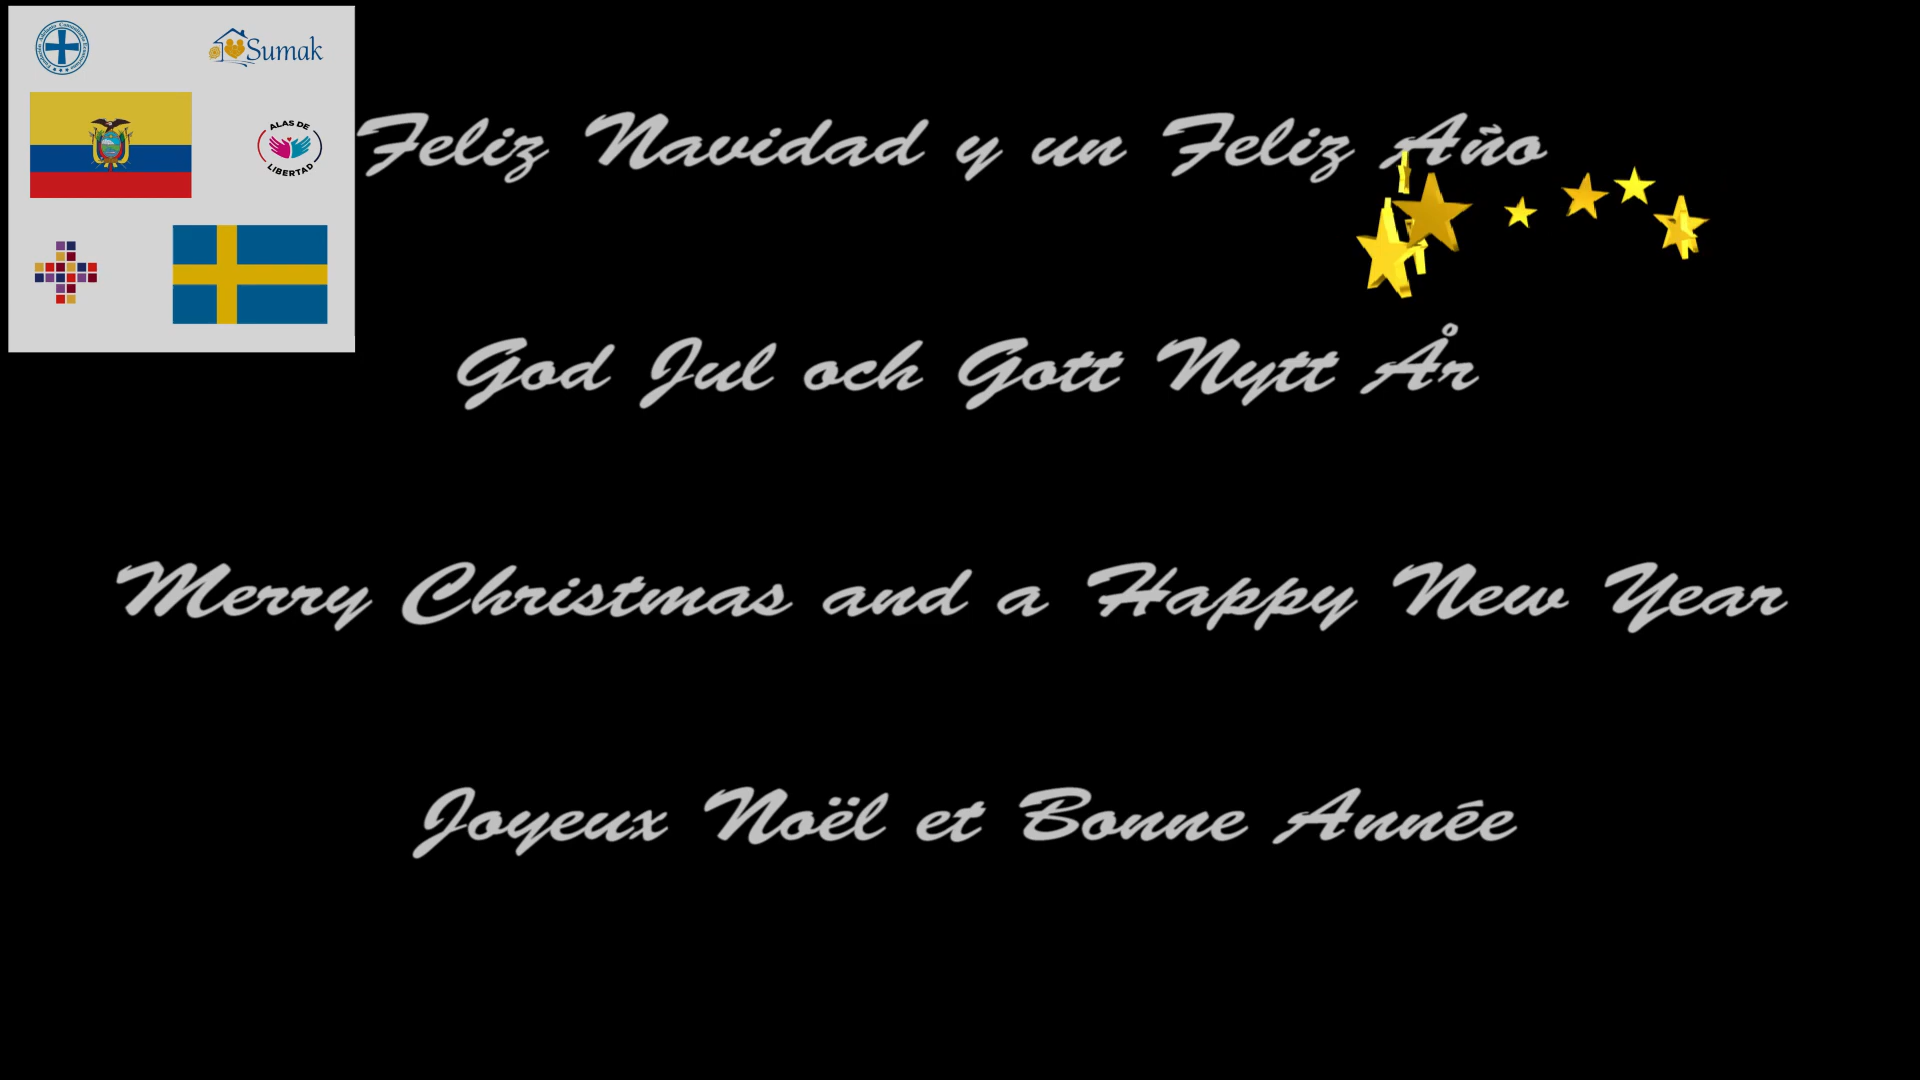 Sumak
ALAS DE
LIBERTAD
Feliz Navidad y un Feliz Año
God Jul och Gott Nytt År
Merry Christmas and a Happy New Year
Joyeux Noël et Bonne Année